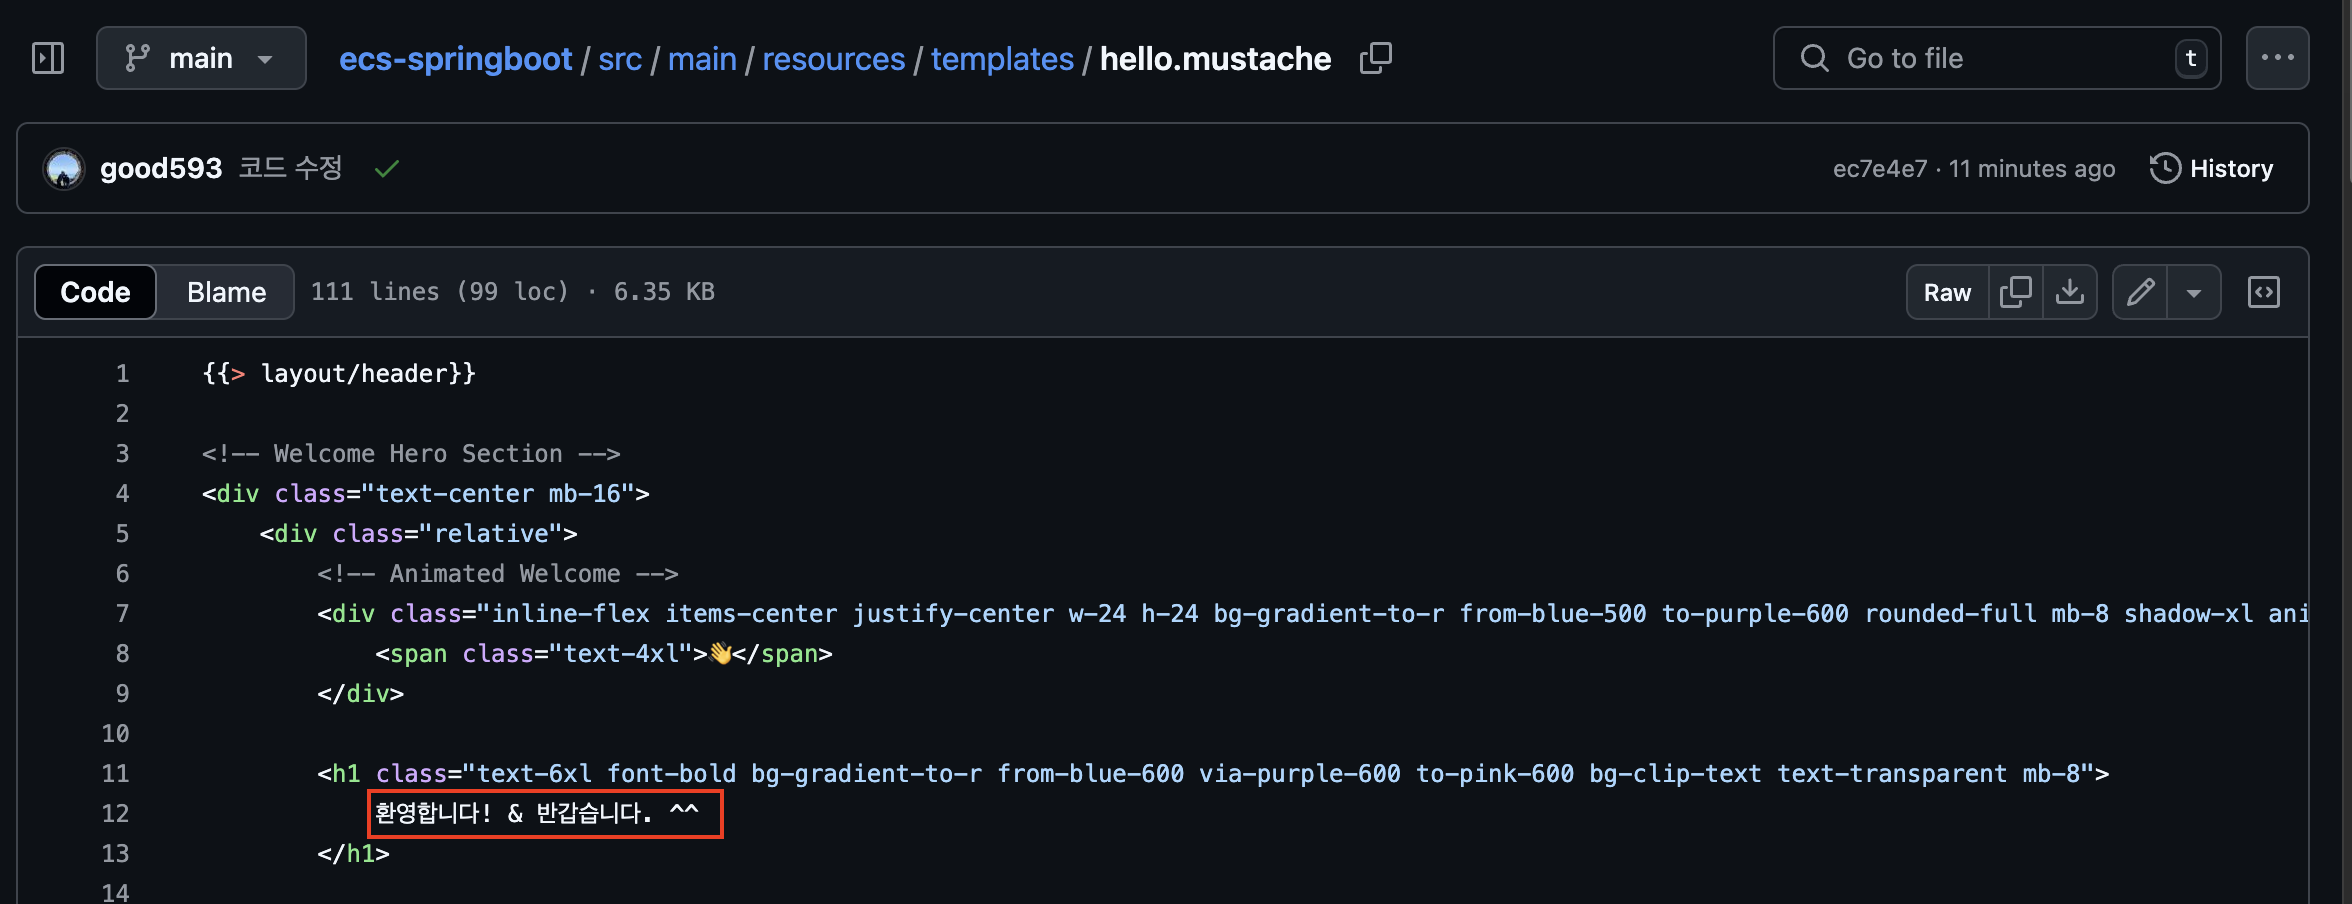 main ecs-springboot / src / main / resources / templates / hello.mustache Go to file t
good593 코드 수정 ec7e4e7 · 11 minutes ago History
Code Blame 111 lines (99 loc) · 6.35 KB Raw
1 {{> layout/header}}
2
3 <!-- Welcome Hero Section -->
4 <div class="text-center mb-16">
5 <div class="relative">
6 <!-- Animated Welcome -->
7 <div class="inline-flex items-center justify-center w-24 h-24 bg-gradient-to-r from-blue-500 to-purple-600 rounded-full mb-8 shadow-xl ani
8 <span class="text-4xl">👋</span>
9 </div>
10
11 <h1 class="text-6xl font-bold bg-gradient-to-r from-blue-600 via-purple-600 to-pink-600 bg-clip-text text-transparent mb-8">
12 환영합니다! & 반갑습니다. ^^
13 </h1>
14